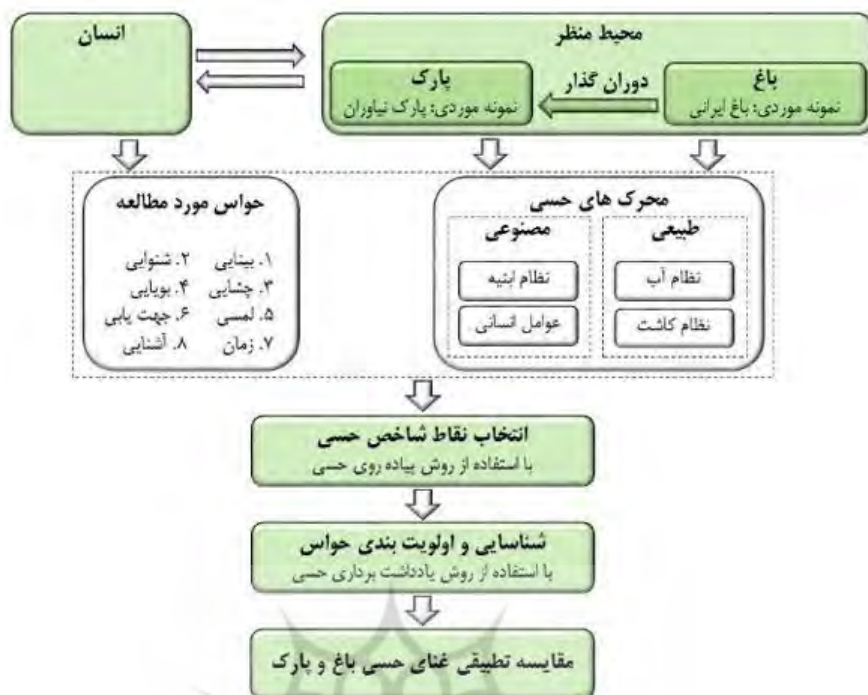 انسان
محیط منظر
باغ
نمونه موردی: باغ ایرانی
دوران گذار
پارک
نمونه موردی: پارک نیاوران
محرک های حسی
طبیعی
نظام آب
نظام کاشت
مصنوعی
نظام ابنیه
عوامل انسانی
حواس مورد مطالعه
۱. بینایی ۲. شنوایی
۳. چشایی ۴. بویایی
۵. لمسی ۶. جهت یابی
۷. زمان ۸. آشنایی
انتخاب نقاط شاخص حسی
با استفاده از روش پیاده روی حسی
شناسایی و اولویت بندی حواس
با استفاده از روش یادداشت برداری حسی
مقایسه تطبیقی غنای حسی باغ و پارک